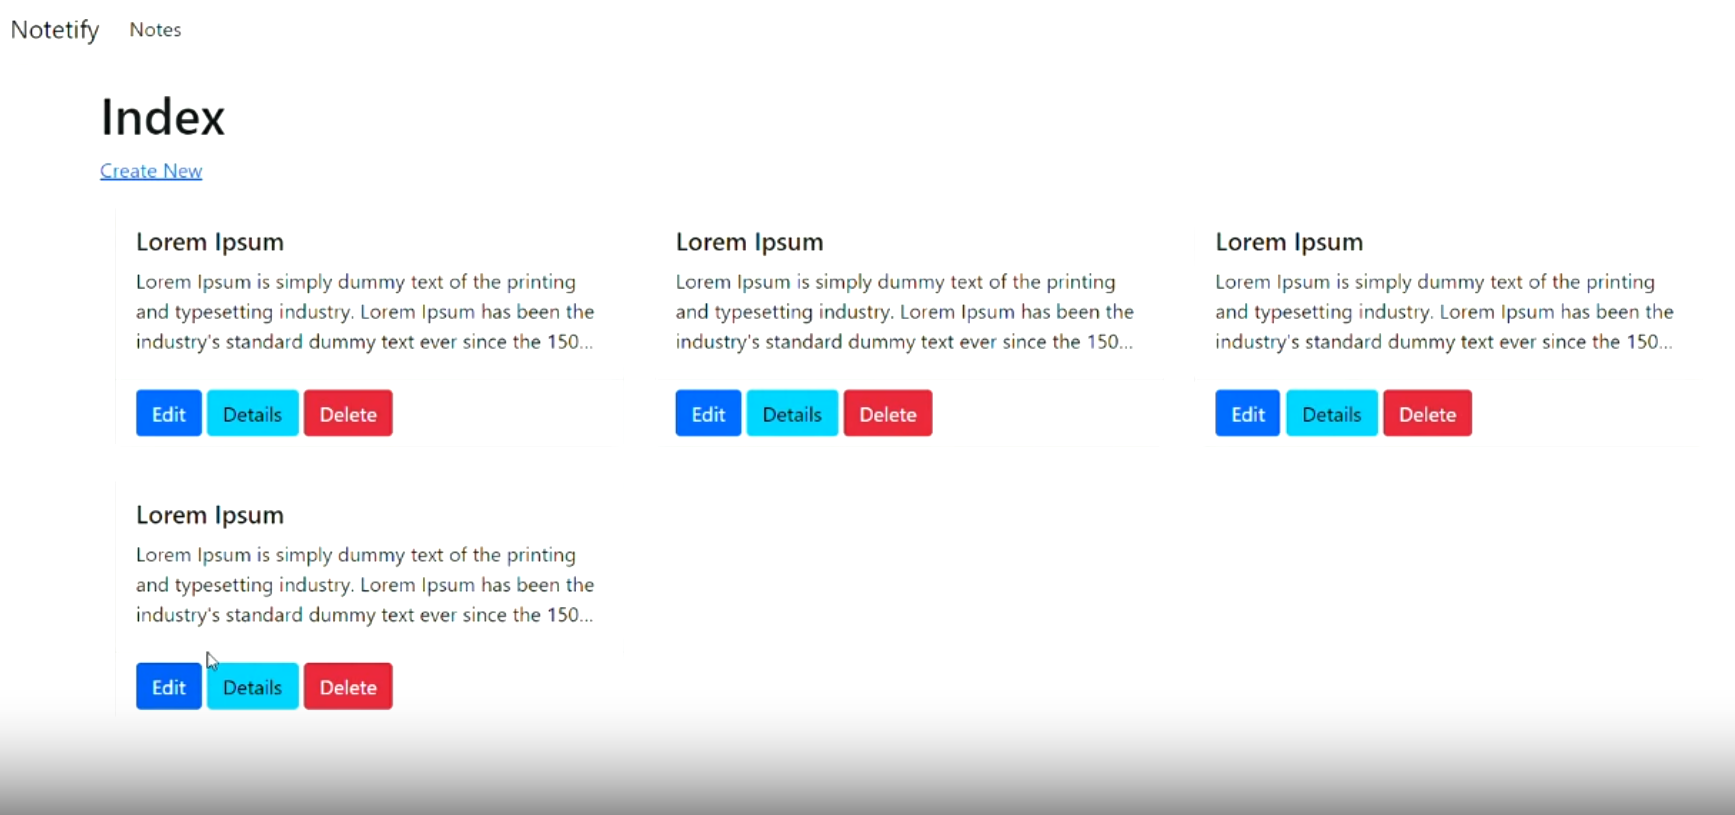 Notetify Notes
Index
Create New
Lorem Ipsum
Lorem Ipsum is simply dummy text of the printing
and typesetting industry. Lorem Ipsum has been the
industry's standard dummy text ever since the 150...
Edit Details Delete
Lorem Ipsum
Lorem Ipsum is simply dummy text of the printing
and typesetting industry. Lorem Ipsum has been the
industry's standard dummy text ever since the 150...
Edit Details Delete
Lorem Ipsum
Lorem Ipsum is simply dummy text of the printing
and typesetting industry. Lorem Ipsum has been the
industry's standard dummy text ever since the 150...
Edit Details Delete
Lorem Ipsum
Lorem Ipsum is simply dummy text of the printing
and typesetting industry. Lorem Ipsum has been the
industry's standard dummy text ever since the 150...
Edit Details Delete